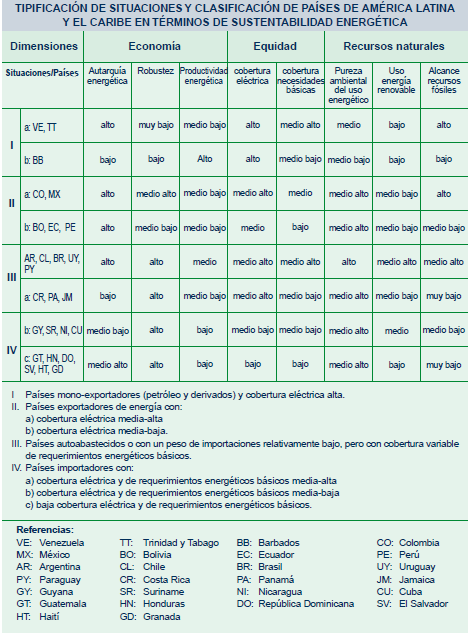 TIPIFICACIÓN DE SITUACIONES Y CLASIFICACIÓN DE PAÍSES DE AMÉRICA LATINA
Y EL CARIBE EN TÉRMINOS DE SUSTENTABILIDAD ENERGÉTICA
Dimensiones Economía Equidad Recursos naturales
Situaciones/Países Autarquía energética Robustez Productividad energética cobertura eléctrica cobertura necesidades básicas Pureza ambiental del uso energético Uso energía renovable Alcance recursos fósiles
I a: VE, TT alto muy bajo medio bajo alto medio alto medio bajo alto
b: BB bajo bajo Alto alto medio bajo medio bajo bajo bajo
II a: CO, MX alto medio alto medio bajo medio alto medio medio alto medio bajo alto
b: BO, EC, PE alto medio bajo medio bajo medio bajo medio alto medio bajo medio bajo
III AR, CL, BR, UY, PY alto alto medio medio alto medio alto alto medio alto medio alto
a: CR, PA, JM bajo alto medio bajo medio alto medio bajo medio alto medio bajo muy bajo
IV b: GY, SR, NI, CU medio bajo alto bajo medio bajo medio bajo medio alto medio medio bajo
c: GT, HN, DO, SV, HT, GD medio alto alto bajo bajo bajo medio alto bajo muy bajo
I Países mono-exportadores (petróleo y derivados) y cobertura eléctrica alta.
II. Países exportadores de energía con:
a) cobertura eléctrica media-alta
b) cobertura eléctrica media-baja.
III. Países autoabastecidos o con un peso de importaciones relativamente bajo, pero con cobertura variable
de requerimientos energéticos básicos.
IV. Países importadores con:
a) cobertura eléctrica y de requerimientos energéticos básicos media-alta
b) cobertura eléctrica y de requerimientos energéticos básicos media-baja
c) baja cobertura eléctrica y de requerimientos energéticos básicos.
Referencias:
VE: Venezuela TT: Trinidad y Tabago BB: Barbados CO: Colombia
MX: México BO: Bolivia EC: Ecuador PE: Perú
AR: Argentina CL: Chile BR: Brasil UY: Uruguay
PY: Paraguay CR: Costa Rica PA: Panamá JM: Jamaica
GY: Guyana SR: Suriname NI: Nicaragua CU: Cuba
GT: Guatemala HN: Honduras DO: República Dominicana SV: El Salvador
HT: Haití GD: Granada